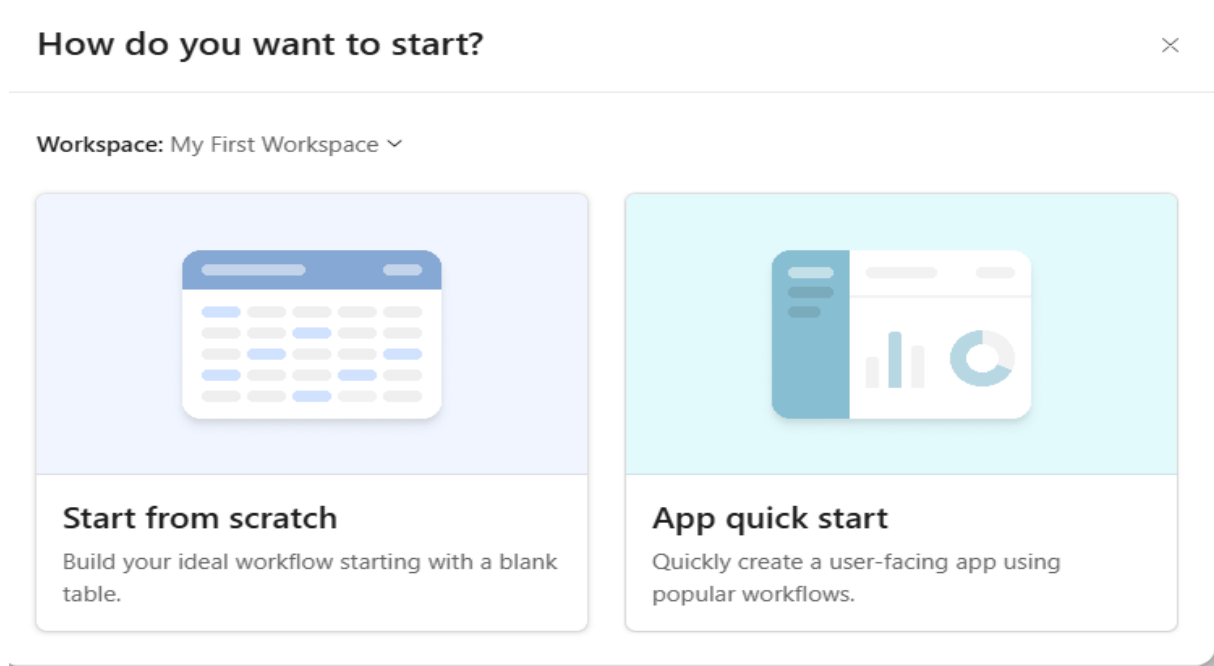 How do you want to start?
Workspace: My First Workspace
Start from scratch
Build your ideal workflow starting with a blank
table.
App quick start
Quickly create a user-facing app using
popular workflows.